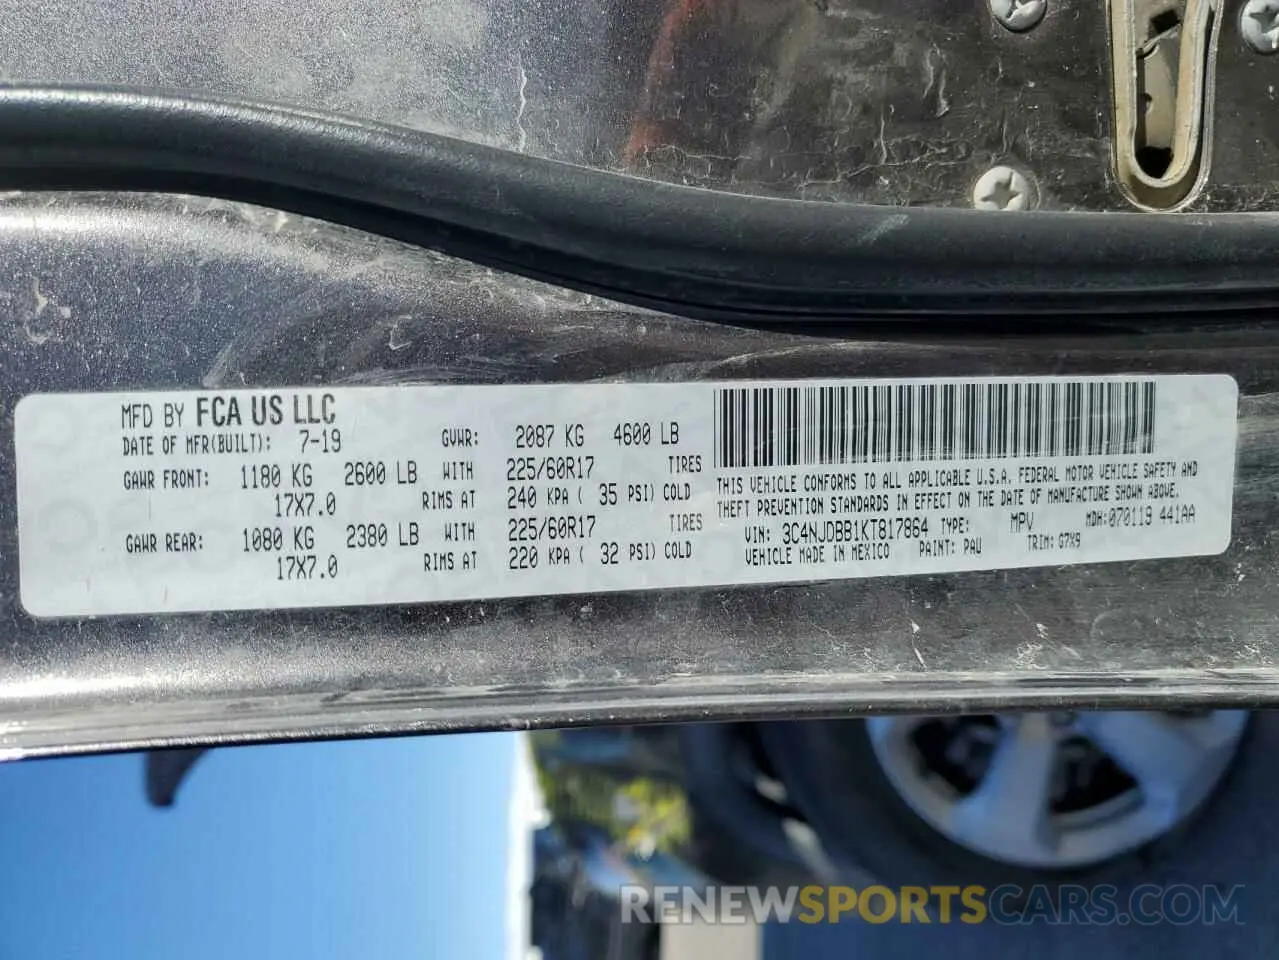 MFD BY FCA US LLC
DATE OF MFR(BUILT): 7-19 GVWR: 2087 KG 4600 LB
GAWR FRONT: 1180 KG 2600 LB WITH 225/60R17 TIRES
17X7.0 RIMS AT 240 KPA ( 35 PSI) COLD
GAWR REAR: 1080 KG 2380 LB WITH 225/60R17 TIRES
17X7.0 RIMS AT 220 KPA ( 32 PSI) COLD
THIS VEHICLE CONFORMS TO ALL APPLICABLE U.S.A. FEDERAL MOTOR VEHICLE SAFETY AND
THEFT PREVENTION STANDARDS IN EFFECT ON THE DATE OF MANUFACTURE SHOWN ABOVE.
VIN: 3C4NJDBB1KT817864 TYPE: MPV MDH:070119 441AA
VEHICLE MADE IN MEXICO PAINT: PAU TRIM: G7X9
RENEWSPORTSCARS.COM